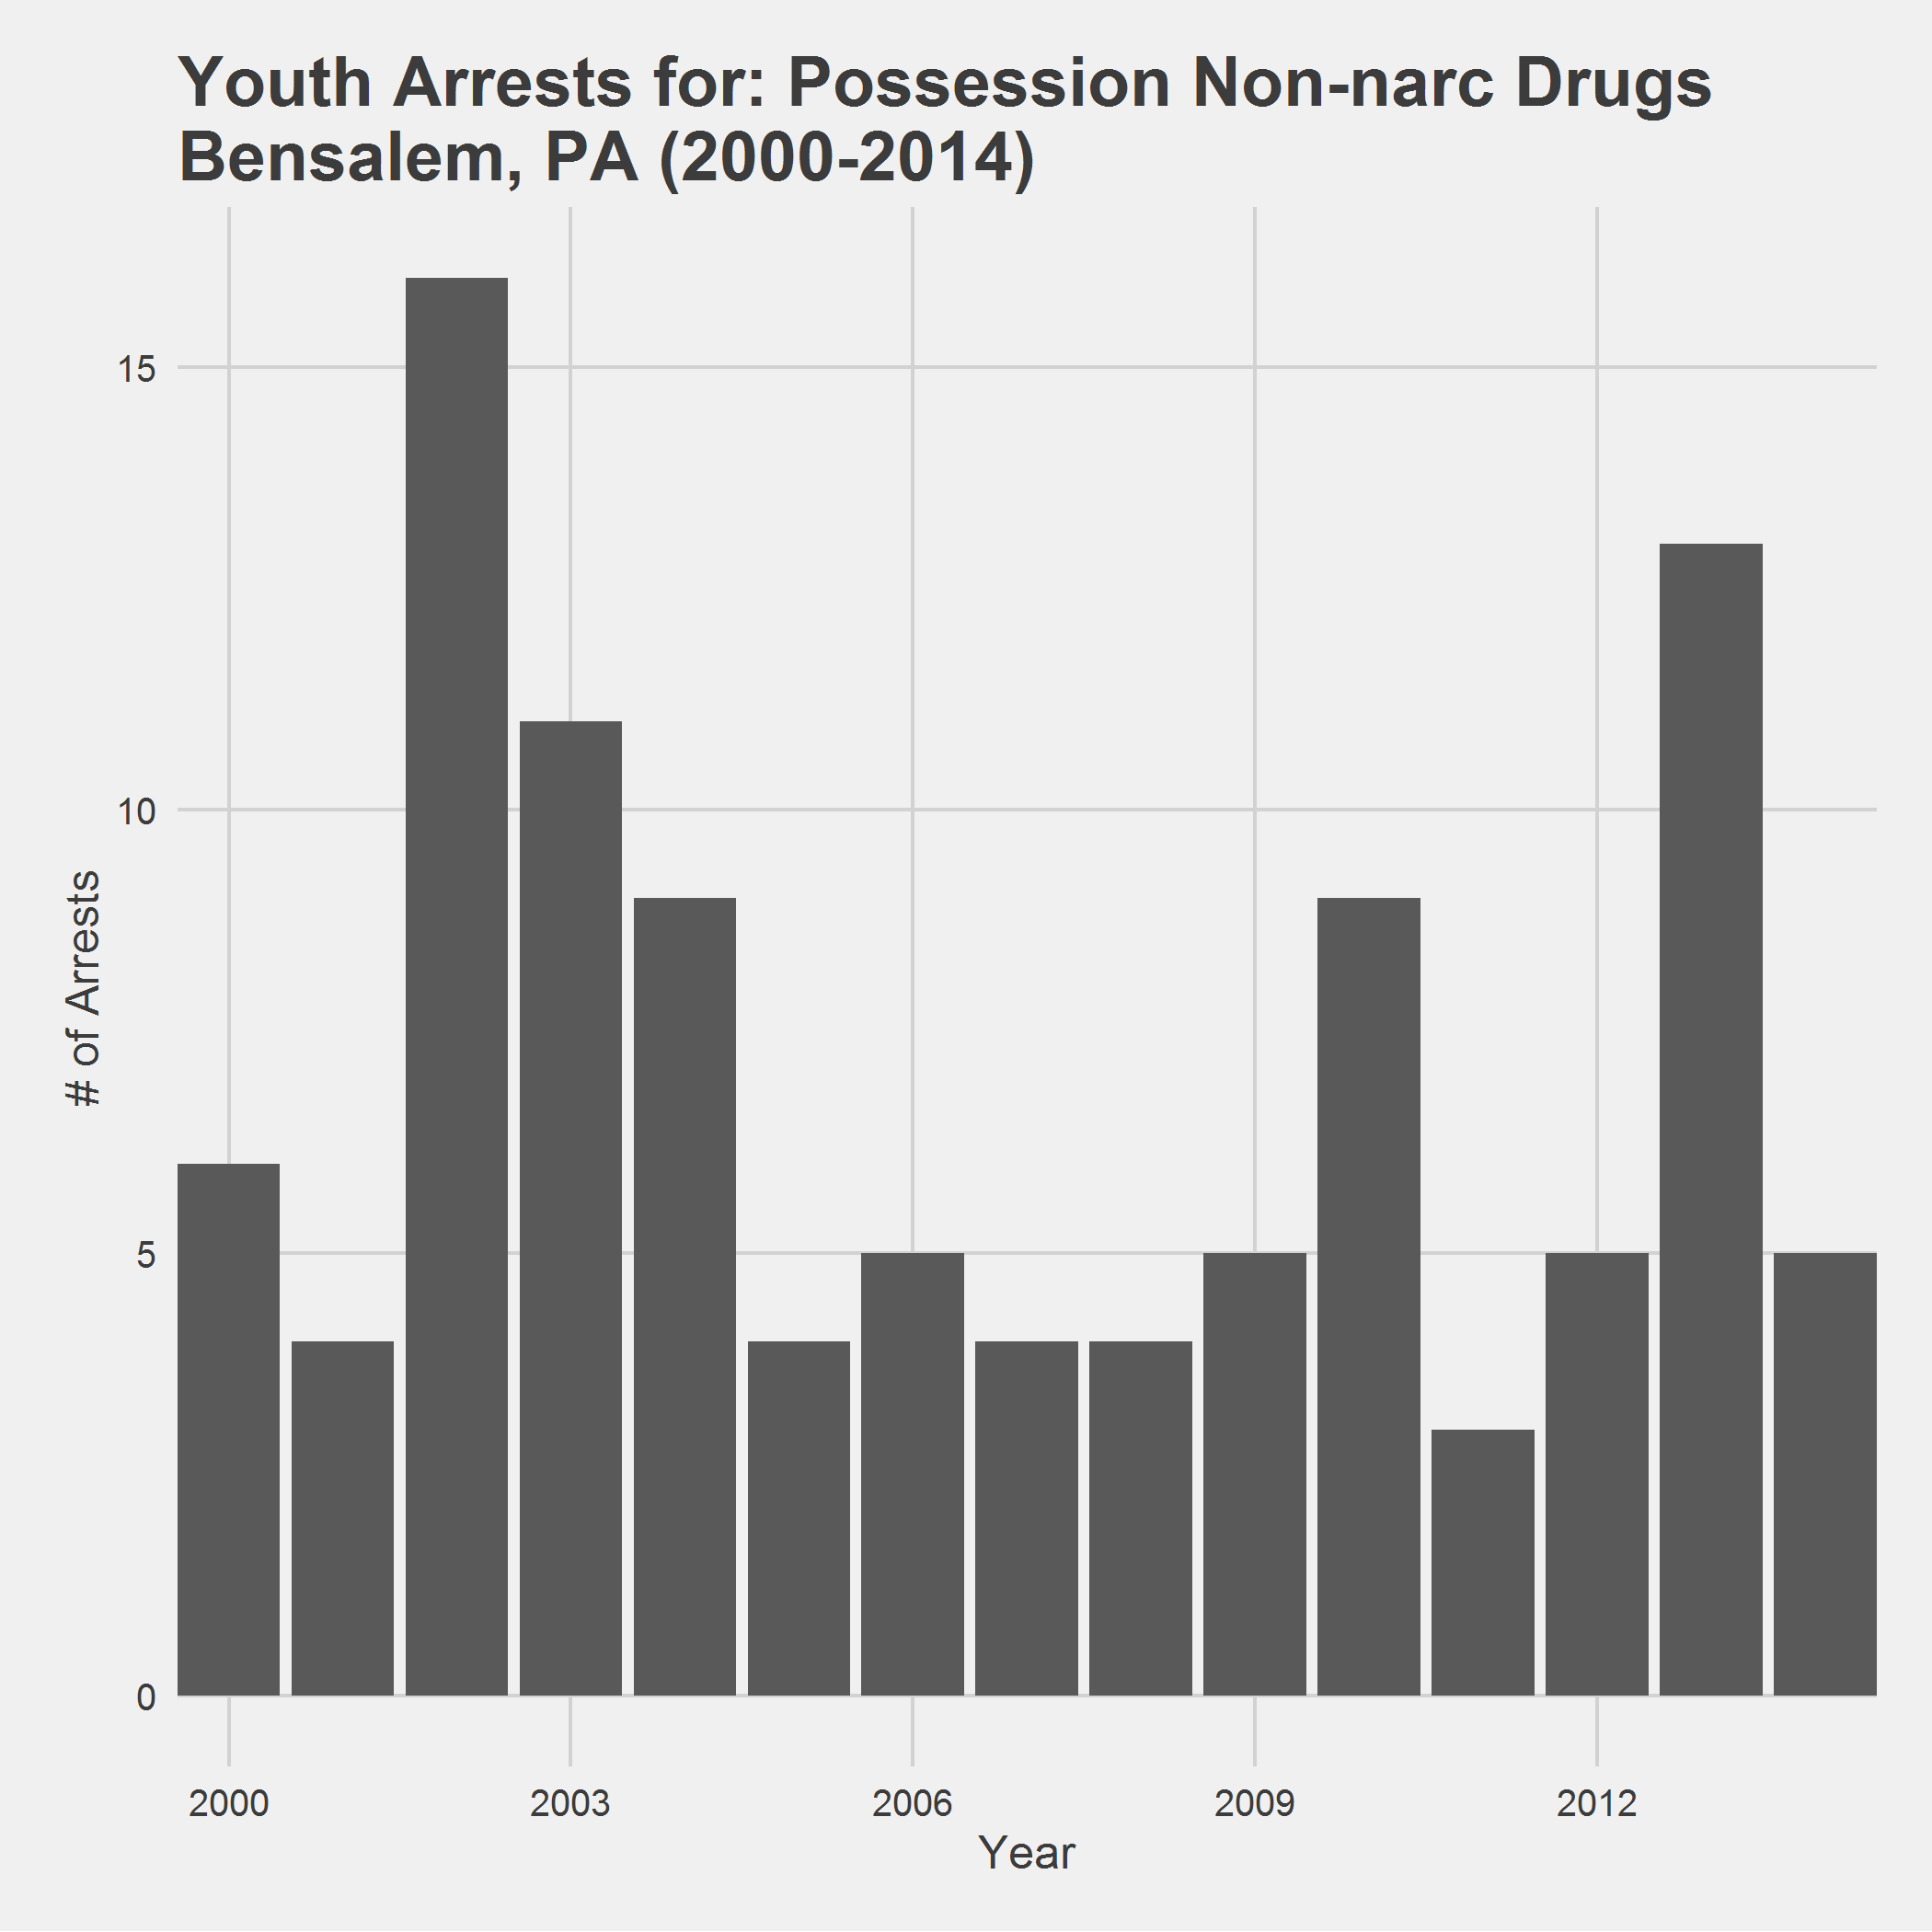 Youth Arrests for: Possession Non-narc Drugs
Bensalem, PA (2000-2014)
15
10
5
0
# of Arrests
2000 2003 2006 2009 2012
Year